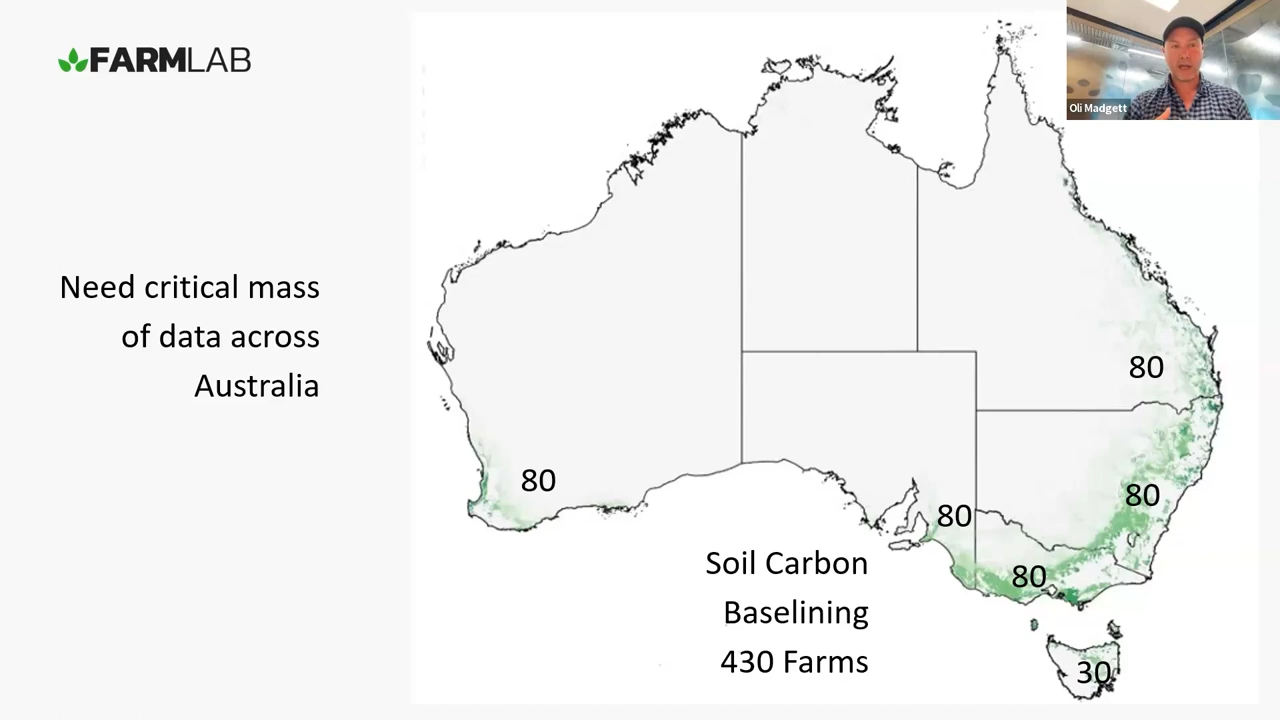 FARMLAB
Oli Madgett
Need critical mass
of data across
Australia
80
80
80
80
80
30
Soil Carbon
Baselining
430 Farms